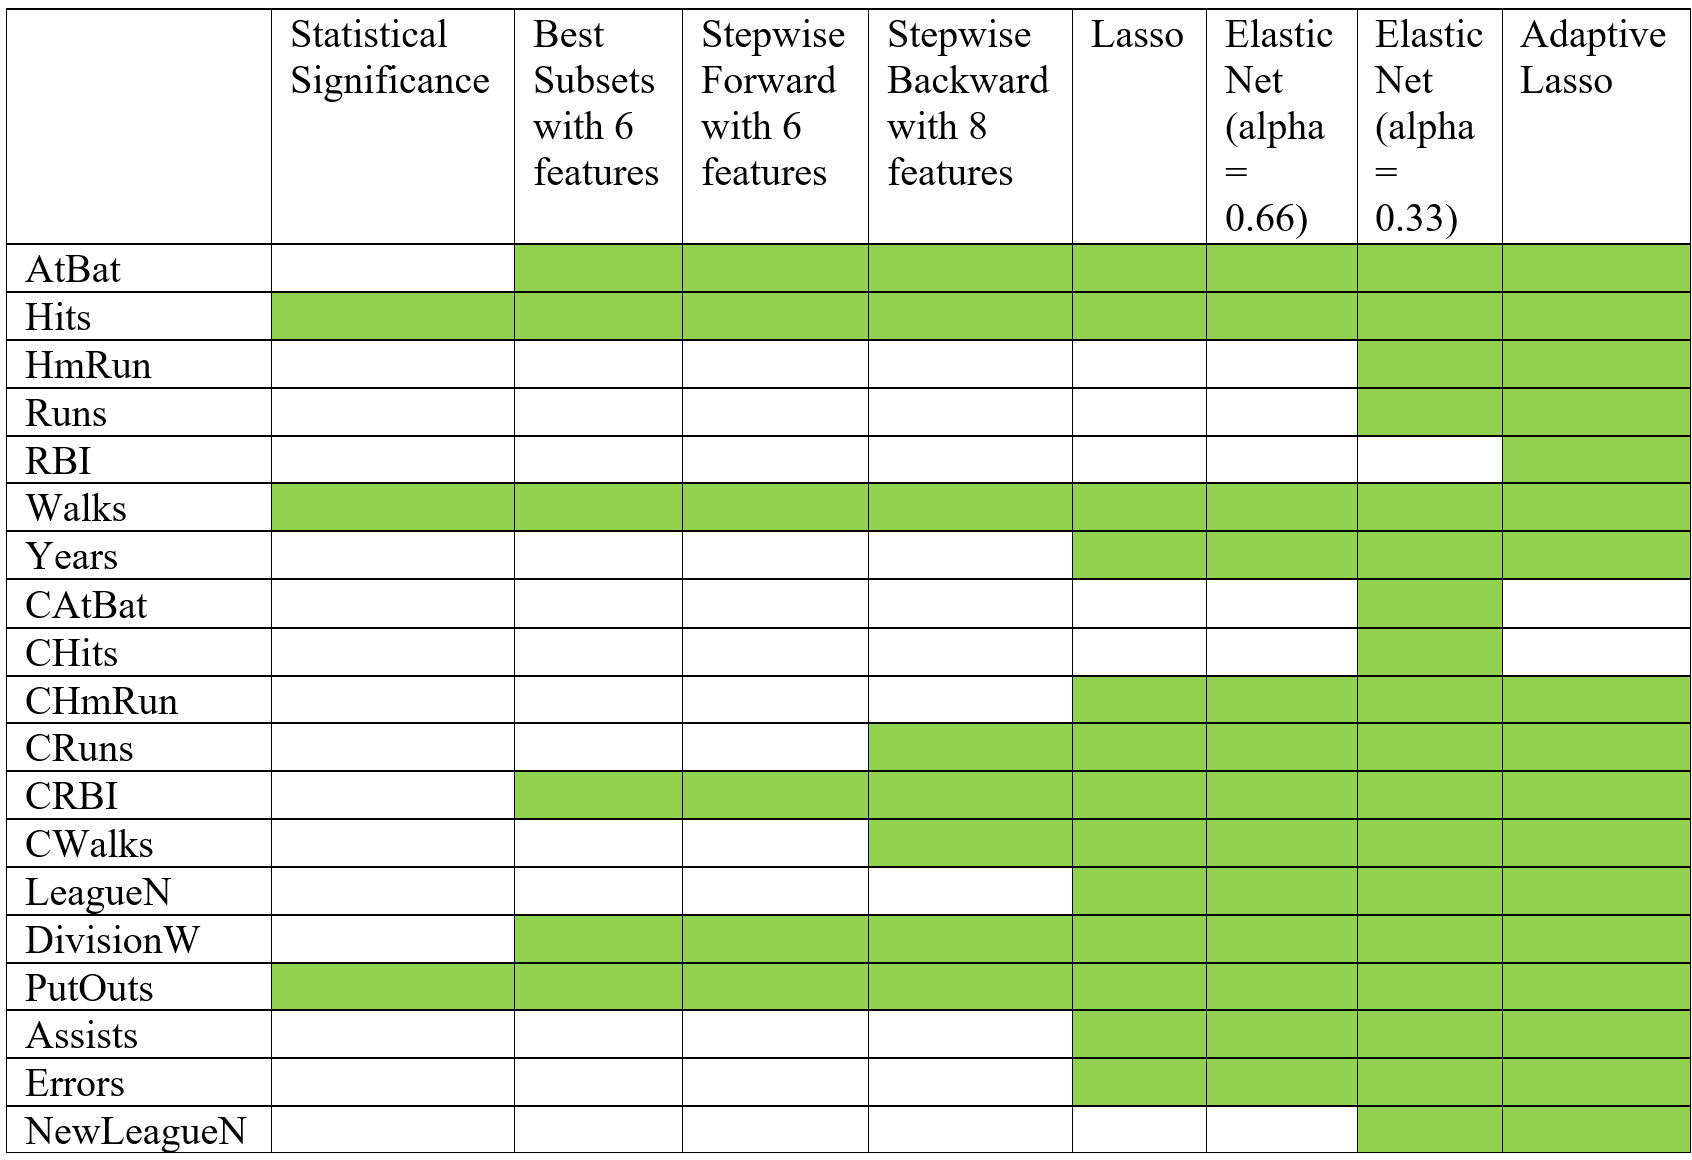 Statistical
Significance
Best
Subsets
with 6
features
Stepwise
Forward
with 6
features
Stepwise
Backward
with 8
features
Lasso
Elastic
Net
(alpha
=
0.66)
Elastic
Net
(alpha
=
0.33)
Adaptive
Lasso
AtBat
Hits
HmRun
Runs
RBI
Walks
Years
CAtBat
CHits
CHmRun
CRuns
CRBI
CWalks
LeagueN
DivisionW
PutOuts
Assists
Errors
NewLeagueN